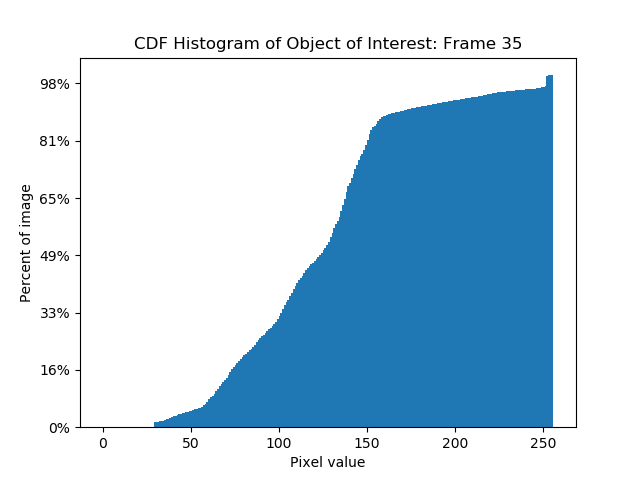 CDF Histogram of Object of Interest: Frame 35
98%
81%
65%
49%
33%
16%
0%
Percent of image
0 50 100 150 200 250
Pixel value